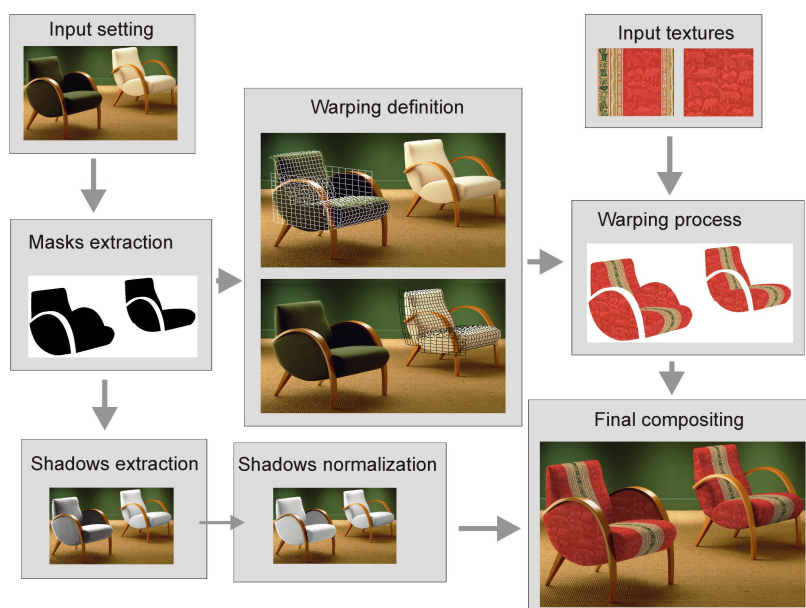 Input setting
Input textures
Warping definition
Masks extraction
Warping process
Final compositing
Shadows extraction
Shadows normalization